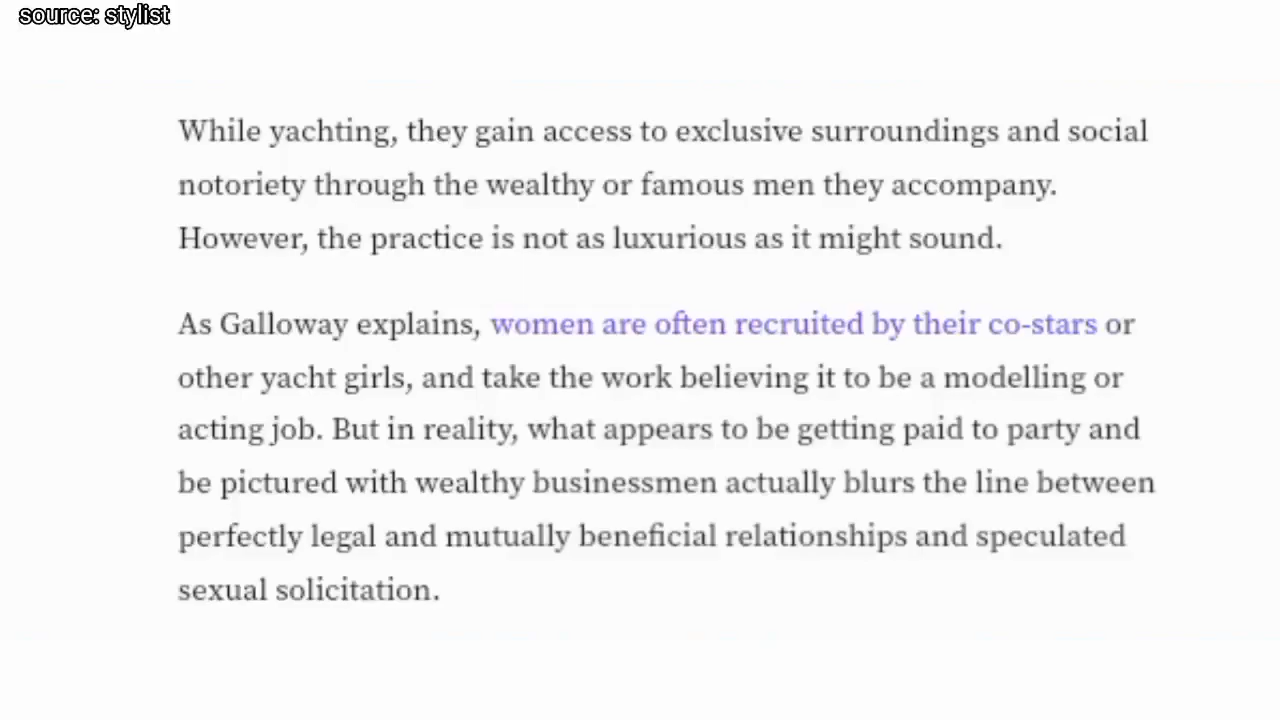 source: stylist
While yachting, they gain access to exclusive surroundings and social
notoriety through the wealthy or famous men they accompany.
However, the practice is not as luxurious as it might sound.
As Galloway explains, women are often recruited by their co-stars or
other yacht girls, and take the work believing it to be a modelling or
acting job. But in reality, what appears to be getting paid to party and
be pictured with wealthy businessmen actually blurs the line between
perfectly legal and mutually beneficial relationships and speculated
sexual solicitation.